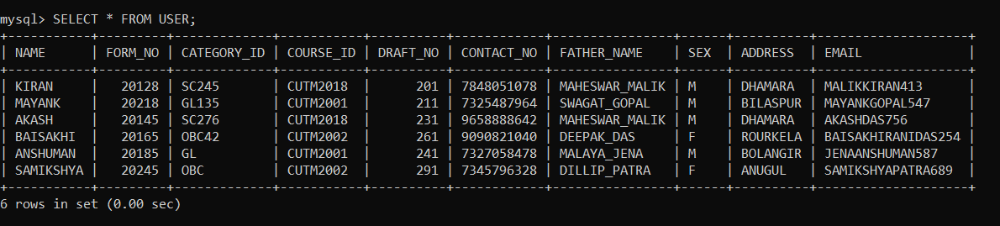 mysql> SELECT * FROM USER;
+-----------+---------+-------------+-----------+----------+------------+----------------+------+----------+-------------------+
| NAME      | FORM_NO | CATEGORY_ID | COURSE_ID | DRAFT_NO | CONTACT_NO | FATHER_NAME    | SEX  | ADDRESS  | EMAIL             |
+-----------+---------+-------------+-----------+----------+------------+----------------+------+----------+-------------------+
| KIRAN     |   20128 | SC245       | CUTM2018  |      201 | 7848051078 | MAHESWAR_MALIK | M    | DHAMARA  | MALIKKIRAN413     |
| MAYANK    |   20218 | GL135       | CUTM2001  |      211 | 7325487964 | SWAGAT_GOPAL   | M    | BILASPUR | MAYANKGOPAL547    |
| AKASH     |   20145 | SC276       | CUTM2018  |      231 | 9658888642 | MAHESWAR_MALIK | M    | DHAMARA  | AKASHDAS756       |
| BAISAKHI  |   20165 | OBC42       | CUTM2002  |      261 | 9090821040 | DEEPAK_DAS     | F    | ROURKELA | BAISAKHIRANIDAS254 |
| ANSHUMAN  |   20185 | GL          | CUTM2001  |      241 | 7327058478 | MALAYA_JENA    | M    | BOLANGIR | JENAANSHUMAN587   |
| SAMIKSHYA |   20245 | OBC         | CUTM2002  |      291 | 7345796328 | DILLIP_PATRA   | F    | ANUGUL   | SAMIKSHYAPATRA689 |
+-----------+---------+-------------+-----------+----------+------------+----------------+------+----------+-------------------+
6 rows in set (0.00 sec)